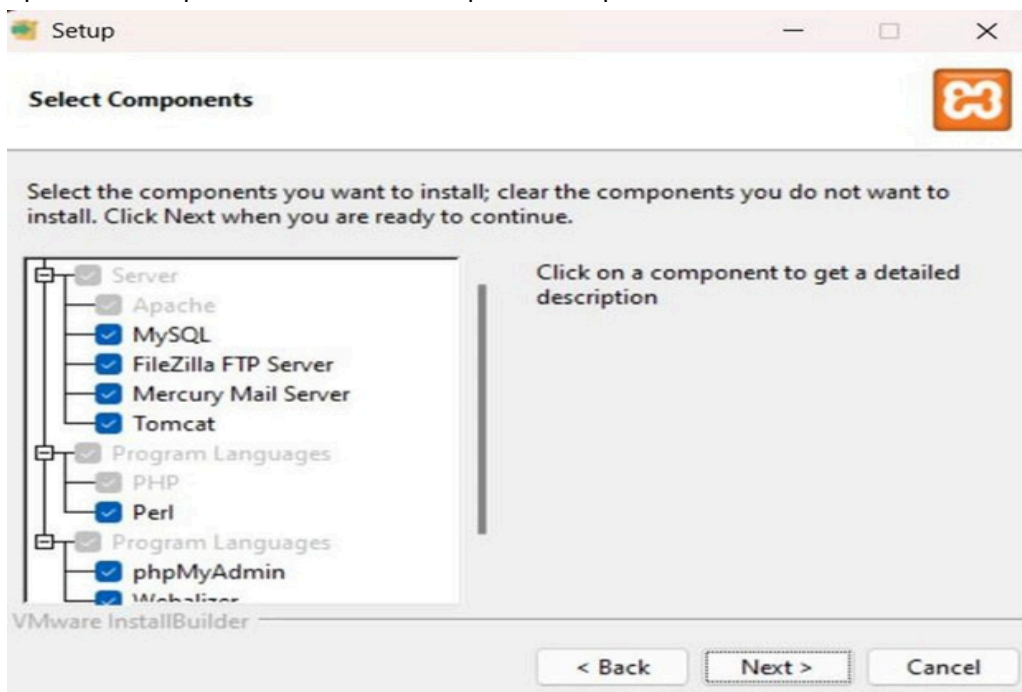 Setup
Select Components
Select the components you want to install; clear the components you do not want to
install. Click Next when you are ready to continue.
Server
Apache
MySQL
FileZilla FTP Server
Mercury Mail Server
Tomcat
Program Languages
PHP
Perl
Program Languages
phpMyAdmin
Webalizer
Click on a component to get a detailed
description
VMware InstallBuilder
< Back
Next >
Cancel